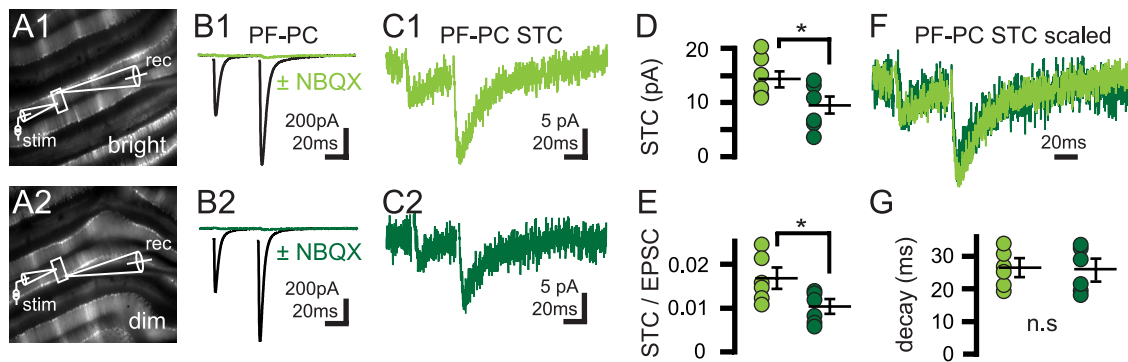 A1
rec
stim
bright
B1
PF-PC
± NBQX
200pA
20ms
C1
PF-PC STC
5 pA
20ms
D
STC (pA)
20
10
0
*
F
PF-PC STC scaled
20ms
A2
rec
stim
dim
B2
± NBQX
200pA
20ms
C2
5 pA
20ms
E
STC / EPSC
0.02
0.01
0
*
G
decay (ms)
30
20
10
0
n.s